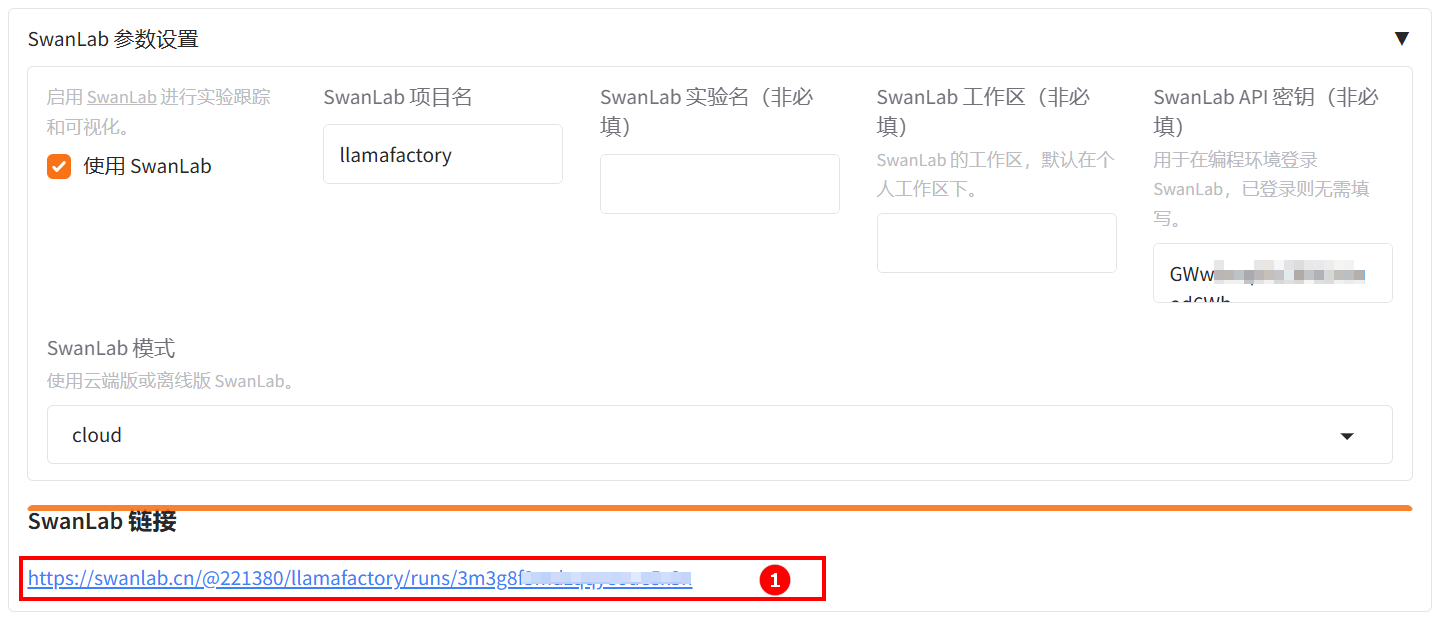 SwanLab 参数设置
▼
启用 SwanLab 进行实验跟踪
和可视化。
使用 SwanLab
SwanLab 项目名
llamafactory
SwanLab 实验名（非必
填）
SwanLab 工作区（非必
填）
SwanLab 的工作区，默认在个
人工作区下。
SwanLab API 密钥（非必
填）
用于在编程环境登录
SwanLab，已登录则无需填
写。
GWw
SwanLab 模式
使用云端版或离线版 SwanLab。
cloud
SwanLab 链接
https://swanlab.cn/@221380/llamafactory/runs/3m3g8f
1